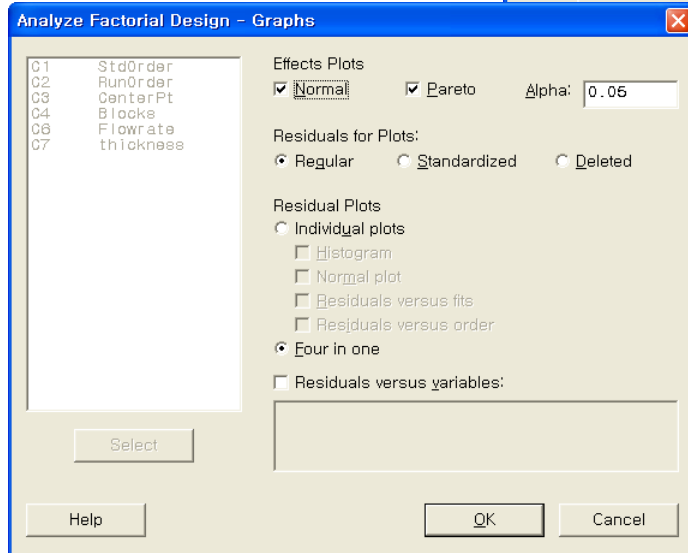 Analyze Factorial Design - Graphs
C1 StdOrder
C2 RunOrder
C3 CenterPt
C4 Blocks
C6 Flowrate
C7 thickness
Select
Effects Plots
Normal
Pareto
Alpha: 0.05
Residuals for Plots:
Regular
Standardized
Deleted
Residual Plots
Individual plots
Histogram
Normal plot
Residuals versus fits
Residuals versus order
Four in one
Residuals versus variables:
Help
OK
Cancel